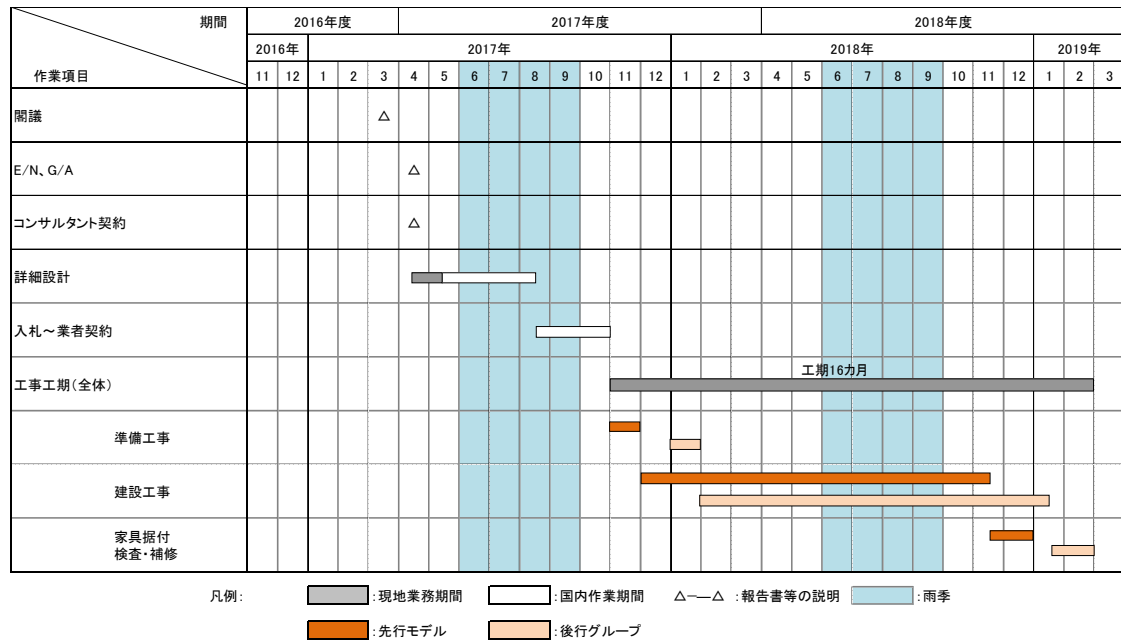 期間 2016年度 2017年度 2018年度
2016年 2017年 2018年 2019年
作業項目 11 12 1 2 3 4 5 6 7 8 9 10 11 12 1 2 3 4 5 6 7 8 9 10 11 12 1 2 3
閣議 △
E/N、G/A △
コンサルタント契約 △
詳細設計
入札～業者契約
工期16カ月
工事工期(全体)
準備工事
建設工事
家具据付
検査・補修
凡例: :現地業務期間 :国内作業期間 △―—△ :報告書等の説明 :雨季
:先行モデル :後行グループ